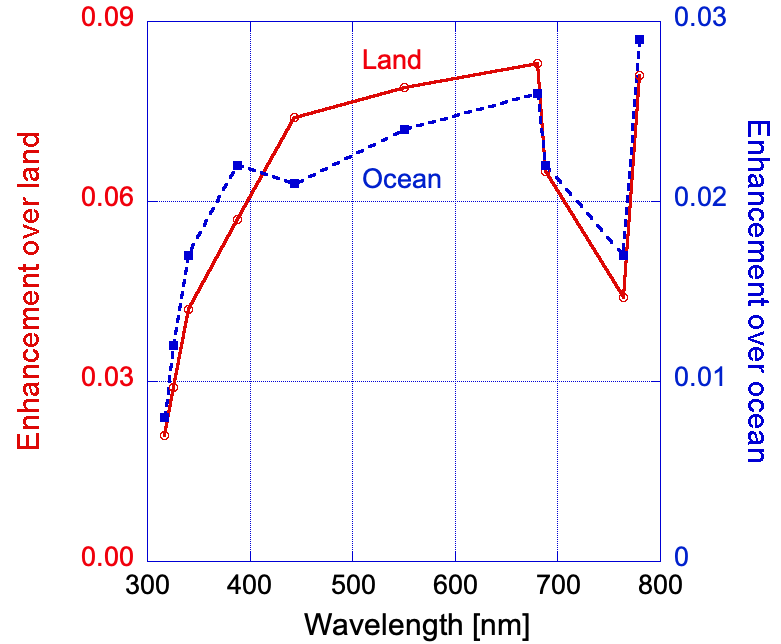 0.09
0.03
Land
Ocean
0.06
0.02
0.03
0.01
0.00
0
Enhancement over land
Enhancement over ocean
300
400
500
600
700
800
Wavelength [nm]